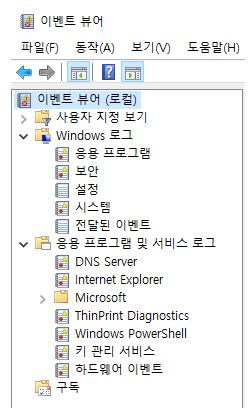 이벤트 뷰어
파일(F) 동작(A) 보기(V) 도움말(H)
이벤트 뷰어 (로컬)
사용자 지정 보기
Windows 로그
응용 프로그램
보안
설정
시스템
전달된 이벤트
응용 프로그램 및 서비스 로그
DNS Server
Internet Explorer
Microsoft
ThinPrint Diagnostics
Windows PowerShell
키 관리 서비스
하드웨어 이벤트
구독